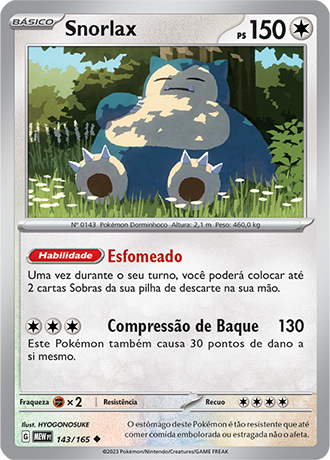 BÁSICO Snorlax PS 150
Nº 0143 Pokémon Dorminhoco Altura: 2,1 m Peso: 460,0 kg
Habilidade Esfomeado
Uma vez durante o seu turno, você poderá colocar até
2 cartas Sobras da sua pilha de descarte na sua mão.
Compressão de Baque 130
Este Pokémon também causa 30 pontos de dano a
si mesmo.
Fraqueza × 2 Resistência Recuo
Ilust. HYOGONOSUKE
G MEW PT 143/165
O estômago deste Pokémon é tão resistente que até
comer comida embolorada ou estragada não o afeta.
©2023 Pokémon/Nintendo/Creatures/GAME FREAK